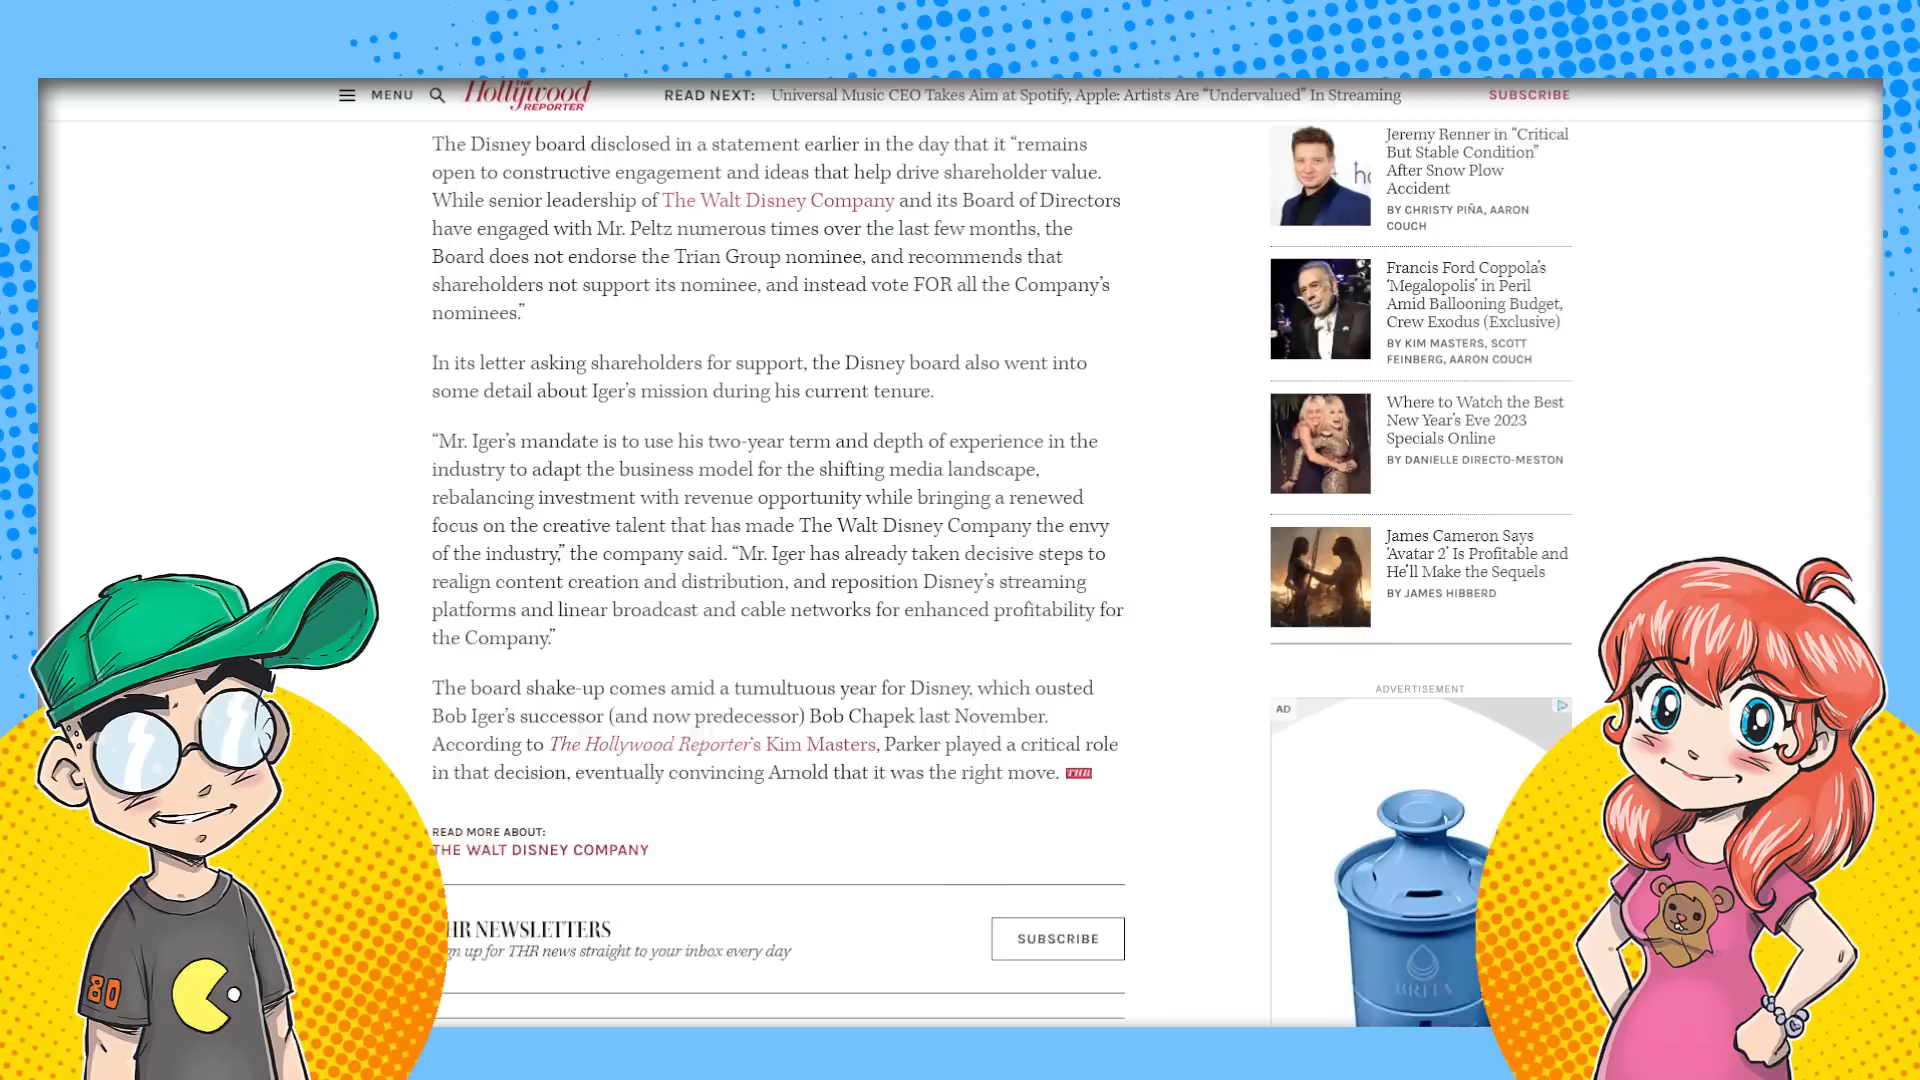 MENU
THE
Hollywood
REPORTER
READ NEXT: Universal Music CEO Takes Aim at Spotify, Apple: Artists Are “Undervalued” In Streaming
SUBSCRIBE
The Disney board disclosed in a statement earlier in the day that it “remains
open to constructive engagement and ideas that help drive shareholder value.
While senior leadership of The Walt Disney Company and its Board of Directors
have engaged with Mr. Peltz numerous times over the last few months, the
Board does not endorse the Trian Group nominee, and recommends that
shareholders not support its nominee, and instead vote FOR all the Company’s
nominees.”
In its letter asking shareholders for support, the Disney board also went into
some detail about Iger’s mission during his current tenure.
“Mr. Iger’s mandate is to use his two-year term and depth of experience in the
industry to adapt the business model for the shifting media landscape,
rebalancing investment with revenue opportunity while bringing a renewed
focus on the creative talent that has made The Walt Disney Company the envy
of the industry,” the company said. “Mr. Iger has already taken decisive steps to
realign content creation and distribution, and reposition Disney’s streaming
platforms and linear broadcast and cable networks for enhanced profitability for
the Company.”
The board shake-up comes amid a tumultuous year for Disney, which ousted
Bob Iger’s successor (and now predecessor) Bob Chapek last November.
According to The Hollywood Reporter‘s Kim Masters, Parker played a critical role
in that decision, eventually convincing Arnold that it was the right move. THR
READ MORE ABOUT:
THE WALT DISNEY COMPANY
HR NEWSLETTERS
gn up for THR news straight to your inbox every day
SUBSCRIBE
Jeremy Renner in “Critical
But Stable Condition”
After Snow Plow
Accident
BY CHRISTY PIÑA, AARON
COUCH
Francis Ford Coppola’s
‘Megalopolis’ in Peril
Amid Ballooning Budget,
Crew Exodus (Exclusive)
BY KIM MASTERS, SCOTT
FEINBERG, AARON COUCH
Where to Watch the Best
New Year’s Eve 2023
Specials Online
BY DANIELLE DIRECTO-MESTON
James Cameron Says
‘Avatar 2’ Is Profitable and
He’ll Make the Sequels
BY JAMES HIBBERD
ADVERTISEMENT
AD
BRITA
80